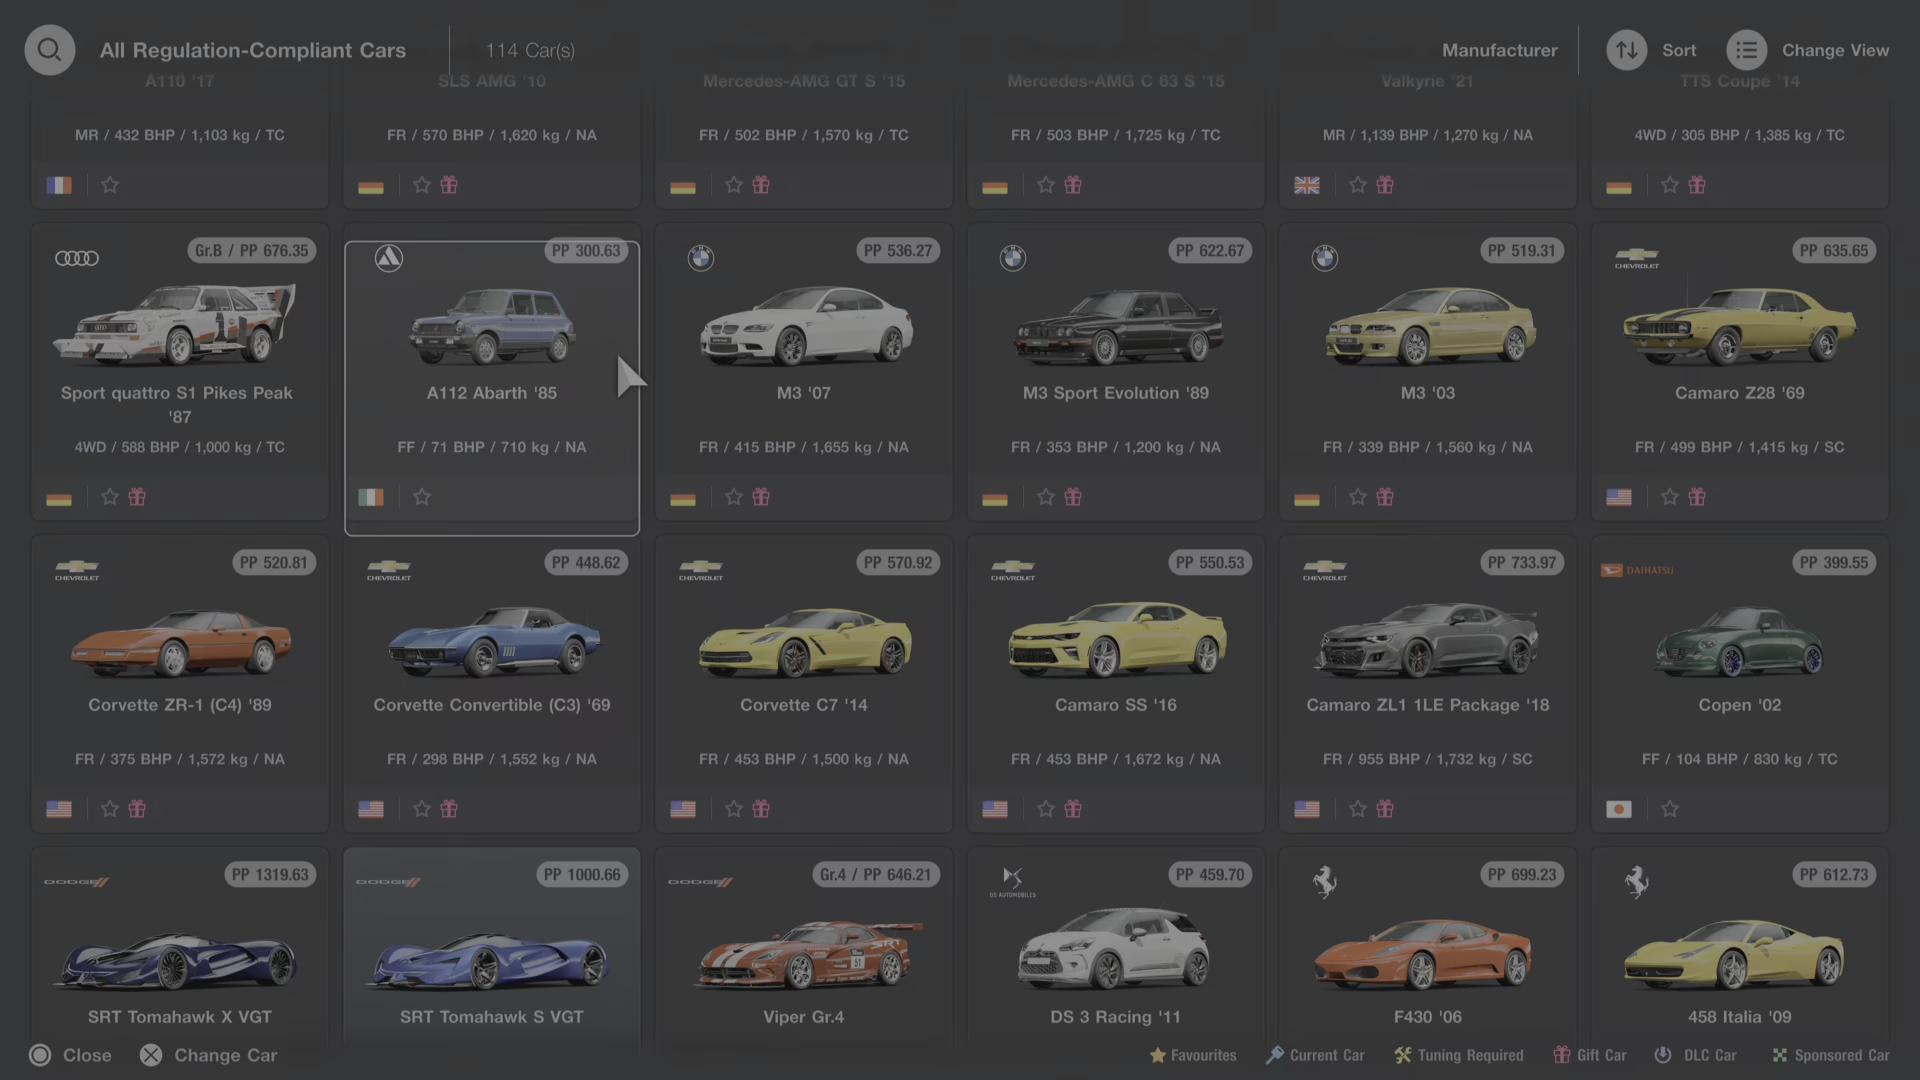 All Regulation-Compliant Cars
114 Car(s)
Manufacturer
Sort
Change View
A110 '17
SLS AMG '10
Mercedes-AMG GT S '15
Mercedes-AMG C 63 S '15
Valkyrie '21
TTS Coupé '14
MR / 432 BHP / 1,103 kg / TC
FR / 570 BHP / 1,620 kg / NA
FR / 502 BHP / 1,570 kg / TC
FR / 503 BHP / 1,725 kg / TC
MR / 1,139 BHP / 1,270 kg / NA
4WD / 305 BHP / 1,385 kg / TC
Gr.B / PP 676.35
Sport quattro S1 Pikes Peak
'87
4WD / 588 BHP / 1,000 kg / TC
PP 300.63
A112 Abarth '85
FF / 71 BHP / 710 kg / NA
PP 536.27
M3 '07
FR / 415 BHP / 1,655 kg / NA
PP 622.67
M3 Sport Evolution '89
FR / 353 BHP / 1,200 kg / NA
PP 519.31
M3 '03
FR / 339 BHP / 1,560 kg / NA
CHEVROLET
PP 635.65
Camaro Z28 '69
FR / 499 BHP / 1,415 kg / SC
CHEVROLET
PP 520.81
Corvette ZR-1 (C4) '89
FR / 375 BHP / 1,572 kg / NA
CHEVROLET
PP 448.62
Corvette Convertible (C3) '69
FR / 298 BHP / 1,552 kg / NA
CHEVROLET
PP 570.92
Corvette C7 '14
FR / 453 BHP / 1,500 kg / NA
CHEVROLET
PP 550.53
Camaro SS '16
FR / 453 BHP / 1,672 kg / NA
CHEVROLET
PP 733.97
Camaro ZL1 1LE Package '18
FR / 955 BHP / 1,732 kg / SC
DAIHATSU
PP 399.55
Copen '02
FF / 104 BHP / 830 kg / TC
DODGE
PP 1319.63
SRT Tomahawk X VGT
DODGE
PP 1000.66
SRT Tomahawk S VGT
DODGE
Gr.4 / PP 646.21
Viper Gr.4
DS AUTOMOBILES
PP 459.70
DS 3 Racing '11
PP 699.23
F430 '06
PP 612.73
458 Italia '09
Close
Change Car
Favourites
Current Car
Tuning Required
Gift Car
DLC Car
Sponsored Car